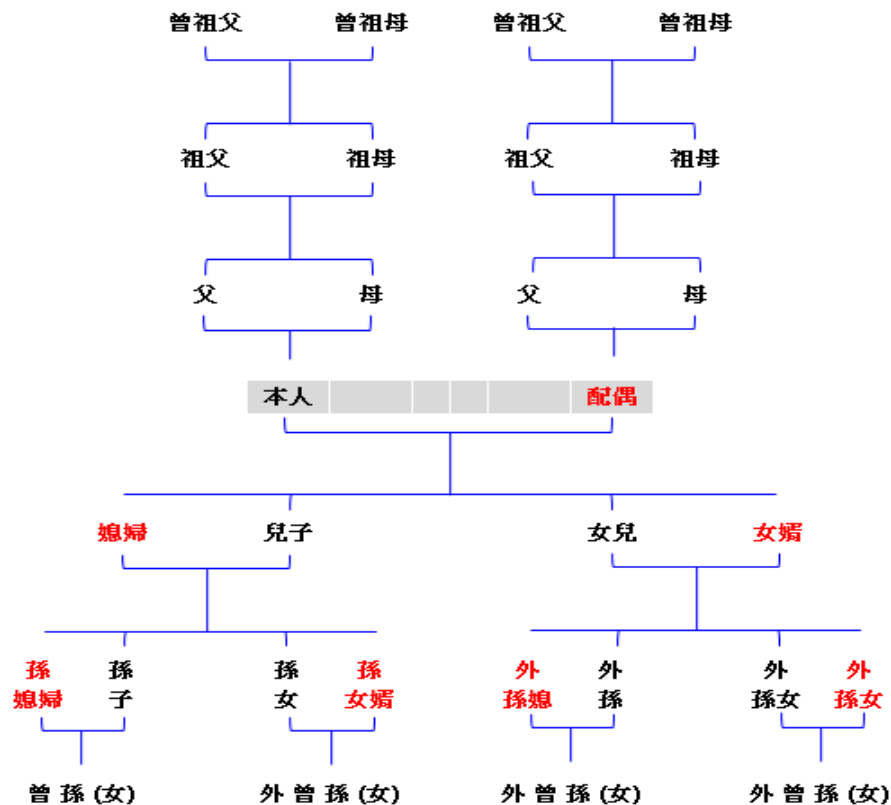 曾祖父 曾祖母 曾祖父 曾祖母
祖父 祖母 祖父 祖母
父 母 父 母
本人 配偶
媳婦 兒子 女兒 女婿
孫 孫 孫 孫 外 外 外 外
媳婦 子 女 女婿 孫媳 孫 孫女 孫女
曾孫(女) 外曾孫(女) 外曾孫(女) 外曾孫(女)